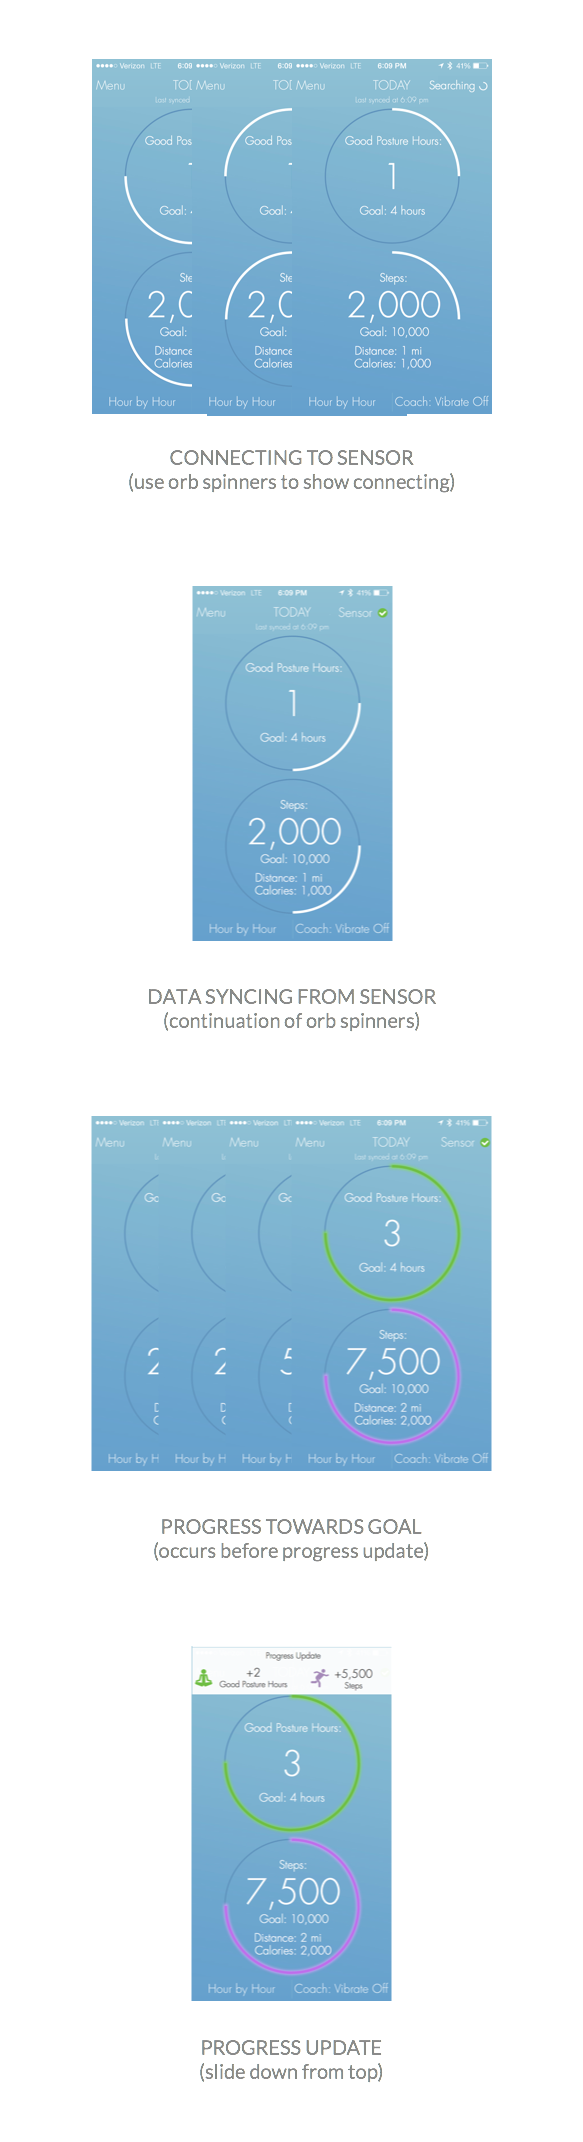 ●●●●○ Verizon LTE 6:09 ●●●●○ Verizon LTE 6:09 ●●●●○ Verizon LTE 6:09 PM 41%
Menu TO Menu TO Menu TODAY Searching
Last synced Last synced at 6:09 pm
Good Pos Good Pos Good Posture Hours:
1
Goal: Goal: Goal: 4 hours
Ste Ste Steps:
2,0 2,0 2,000
Goal: Goal: Goal: 10,000
Distance Distance Distance: 1 mi
Calories Calories Calories: 1,000
Hour by Hour Hour by Hour Hour by Hour Coach: Vibrate Off
CONNECTING TO SENSOR
(use orb spinners to show connecting)
●●●●○ Verizon LTE 6:09 PM 41%
Menu TODAY Sensor
Last synced at 6:09 pm
Good Posture Hours:
1
Goal: 4 hours
Steps:
2,000
Goal: 10,000
Distance: 1 mi
Calories: 1,000
Hour by Hour Coach: Vibrate Off
DATA SYNCING FROM SENSOR
(continuation of orb spinners)
●●●●○ Verizon LT ●●●●○ Verizon LT ●●●●○ Verizon LT ●●●●○ Verizon LTE 6:09 PM 41%
Menu Menu Menu Menu TODAY Sensor
Last synced at 6:09 pm
Go Go Go Good Posture Hours:
3
Goal: 4 hours
Steps:
2 2 5 7,500
Goal: 10,000
D D D Distance: 2 mi
C C C Calories: 2,000
Hour by H Hour by H Hour by H Hour by Hour Coach: Vibrate Off
PROGRESS TOWARDS GOAL
(occurs before progress update)
Progress Update
+2 +5,500
Good Posture Hours Steps
Good Posture Hours:
3
Goal: 4 hours
Steps:
7,500
Goal: 10,000
Distance: 2 mi
Calories: 2,000
Hour by Hour Coach: Vibrate Off
PROGRESS UPDATE
(slide down from top)